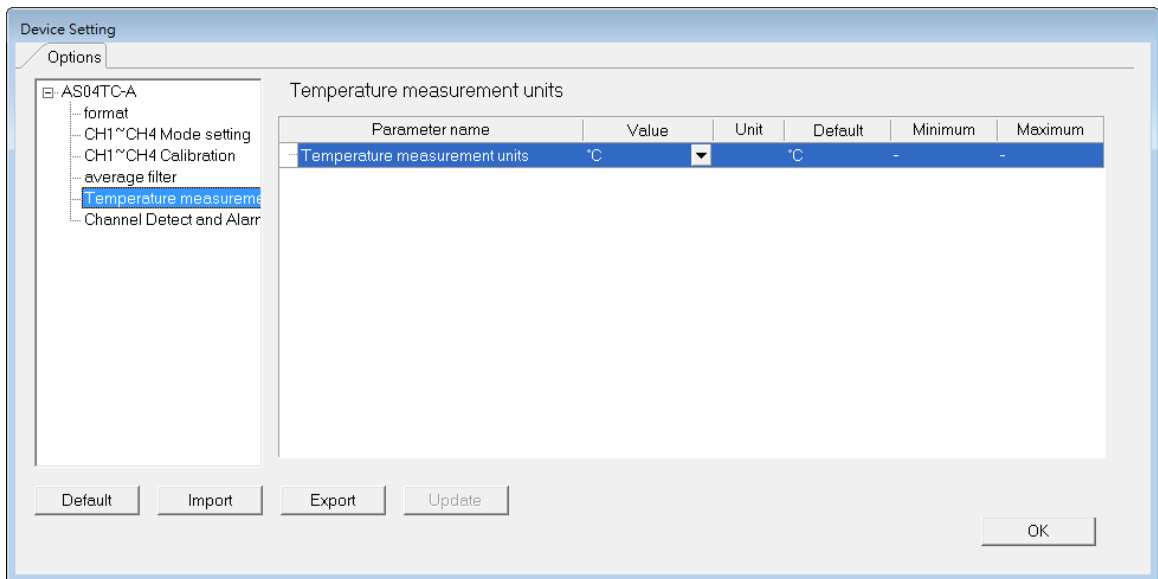 Device Setting
Options
AS04TC-A
format
CH1~CH4 Mode setting
CH1~CH4 Calibration
average filter
Temperature measureme
Channel Detect and Alarr
Temperature measurement units
Parameter name Value Unit Default Minimum Maximum
Temperature measurement units °C °C - -
Default Import Export Update
OK